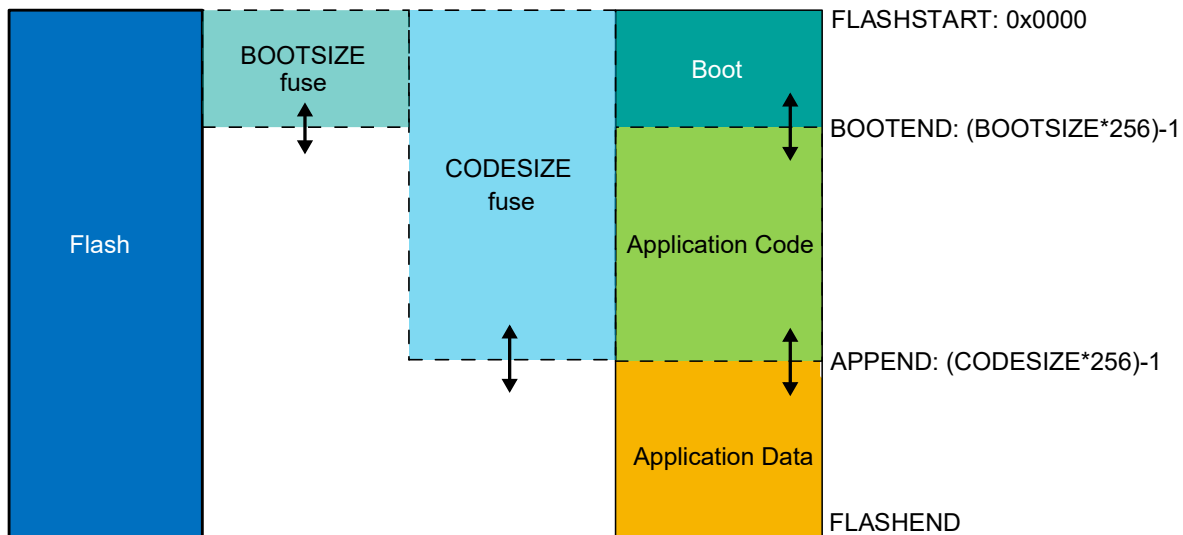 FLASHSTART: 0x0000
BOOTSIZE
fuse
Boot
BOOTEND: (BOOTSIZE*256)-1
CODESIZE
fuse
Flash
Application Code
APPEND: (CODESIZE*256)-1
Application Data
FLASHEND